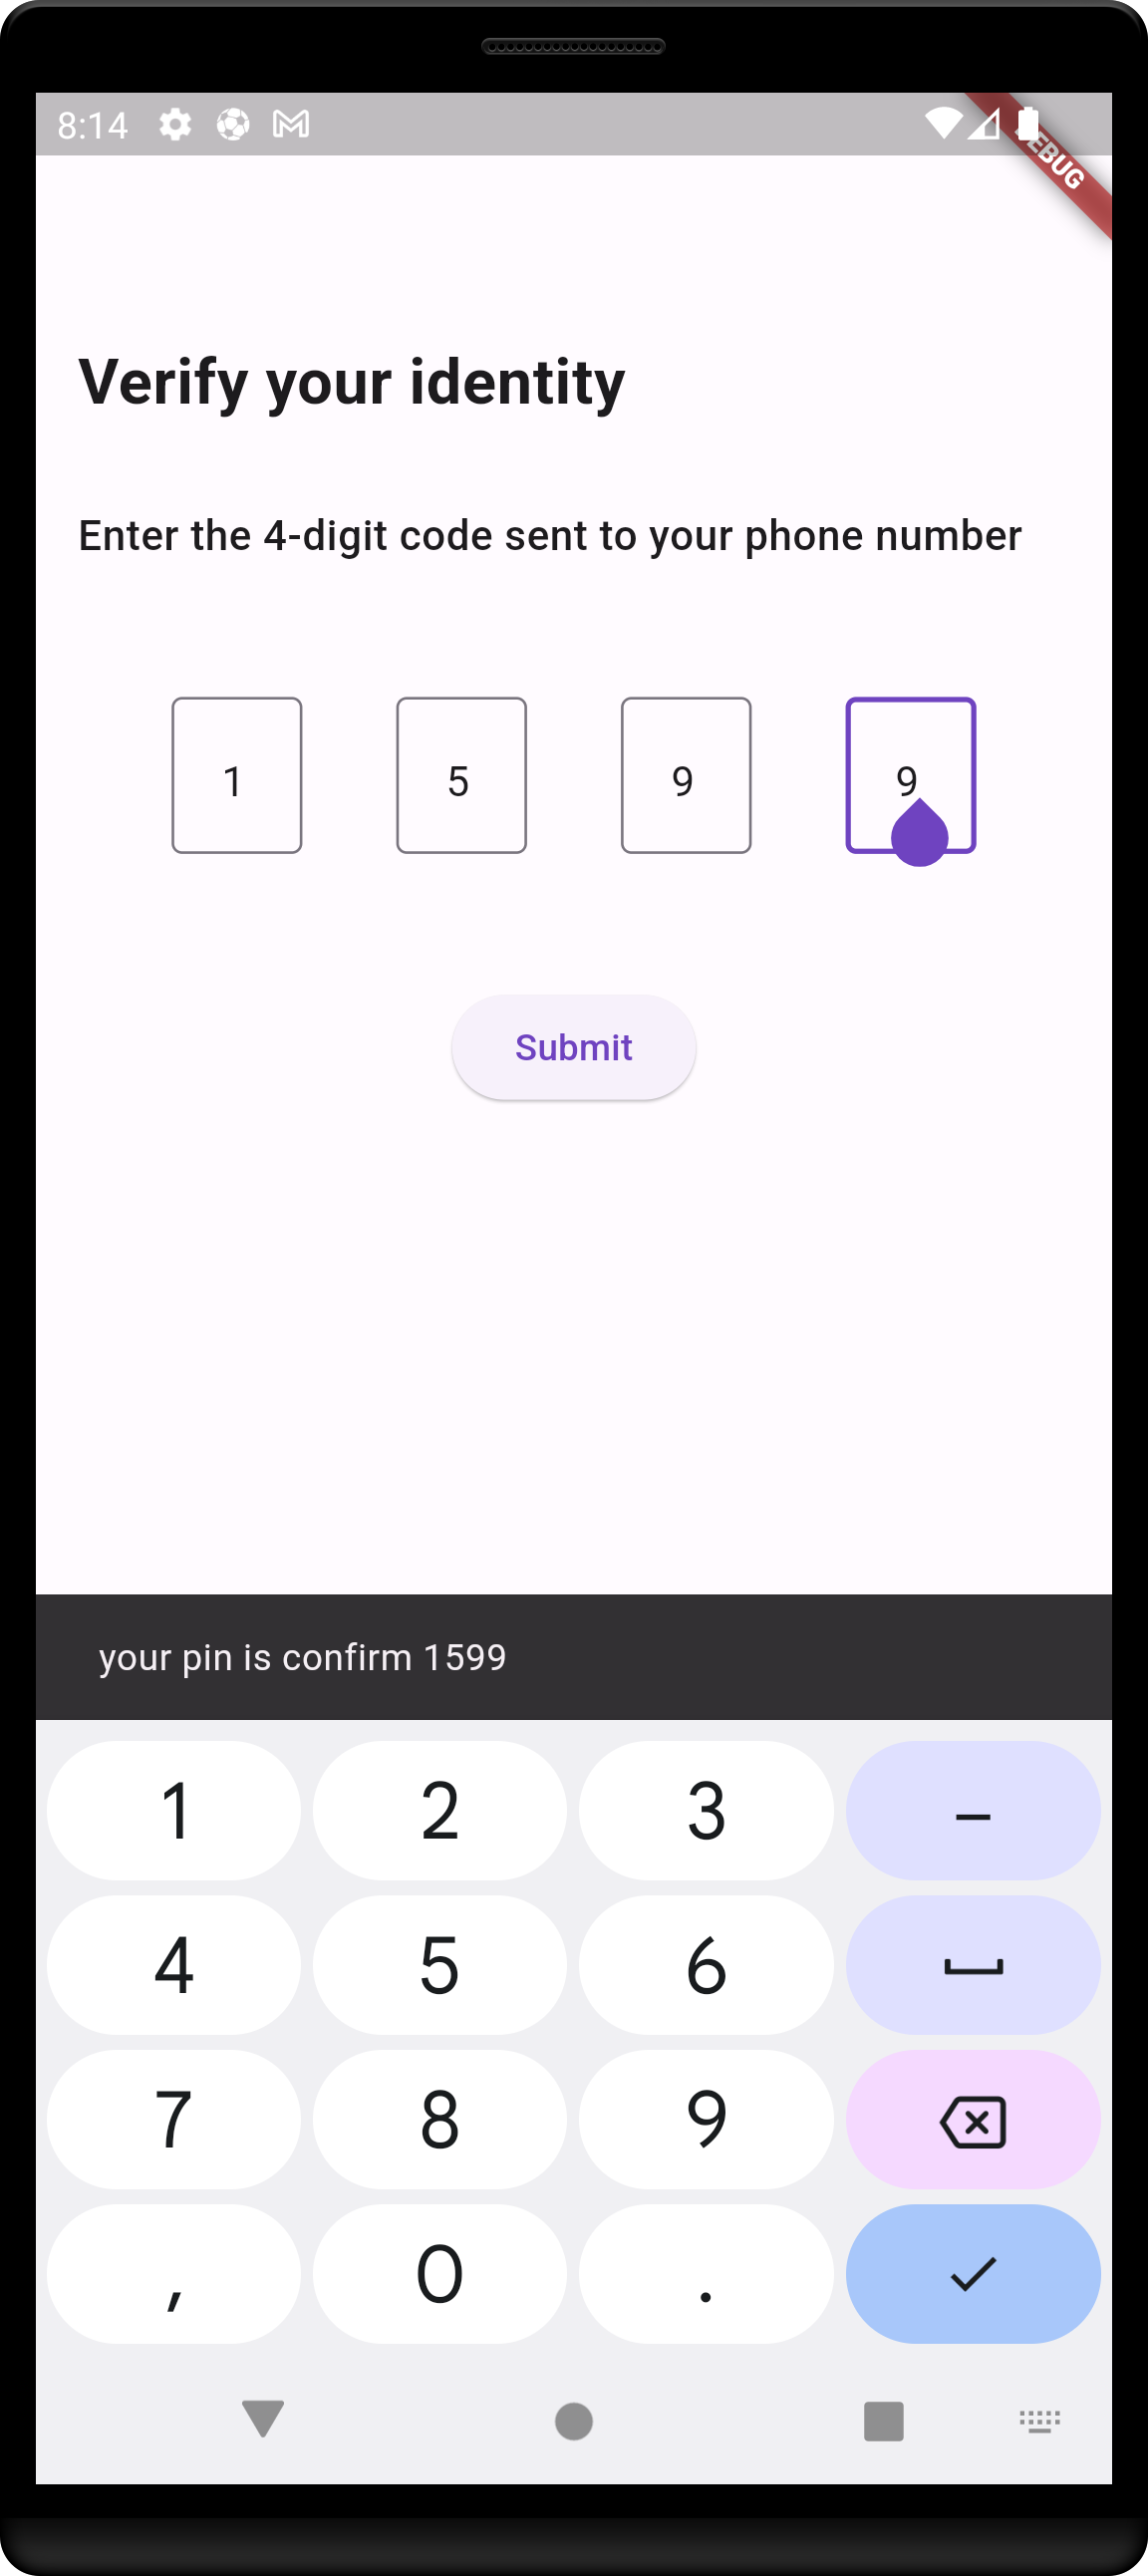 8:14
DEBUG
Verify your identity
Enter the 4-digit code sent to your phone number
1 5 9 9
Submit
your pin is confirm 1599
1 2 3 –
4 5 6
7 8 9
, 0 .